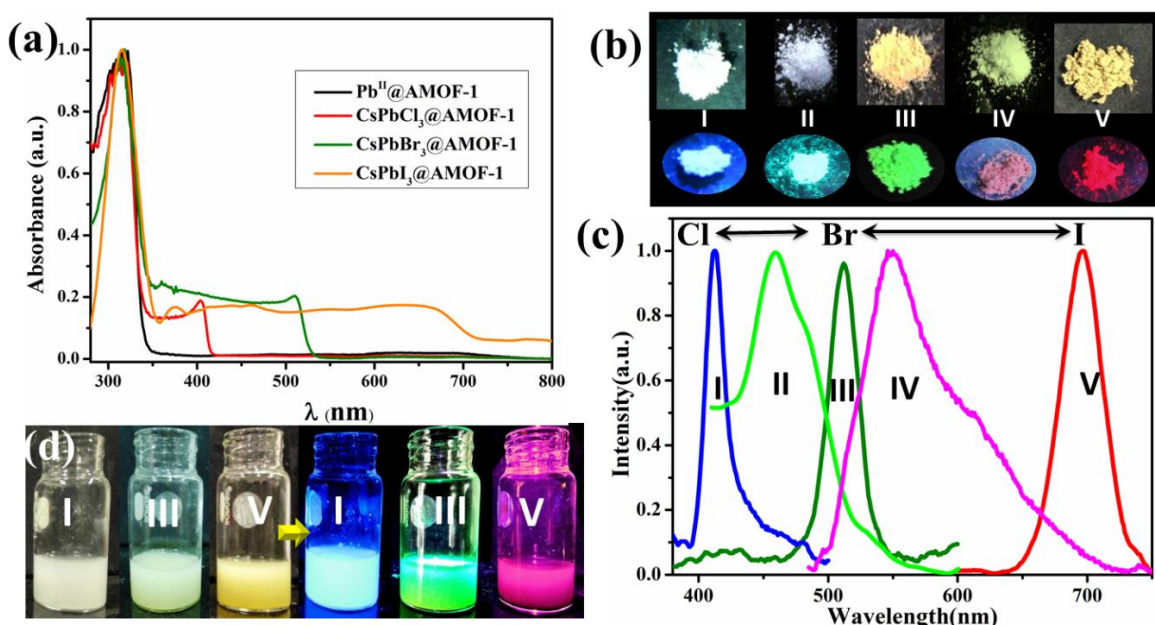 (a)
Absorbance (a.u.)
1.0
0.8
0.6
0.4
0.2
0.0
300 400 500 600 700 800
λ (nm)
Pbᴵᴵ@AMOF-1
CsPbCl₃@AMOF-1
CsPbBr₃@AMOF-1
CsPbI₃@AMOF-1
(b)
I II III IV V
(c)
Cl Br I
Intensity(a.u.)
1.0
0.8
0.6
0.4
0.2
0.0
I II III IV V
400 500 600 700
Wavelength(nm)
(d)
I III V I III V